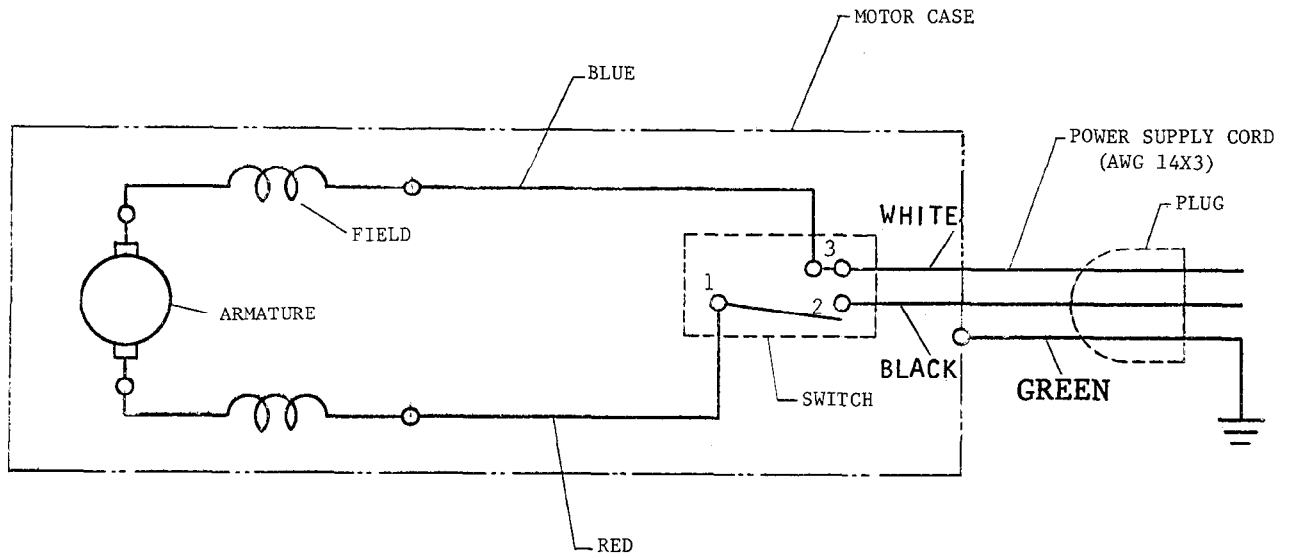 MOTOR CASE
BLUE
POWER SUPPLY CORD
(AWG 14X3)
PLUG
WHITE
FIELD
3
1
2
ARMATURE
BLACK
GREEN
SWITCH
RED